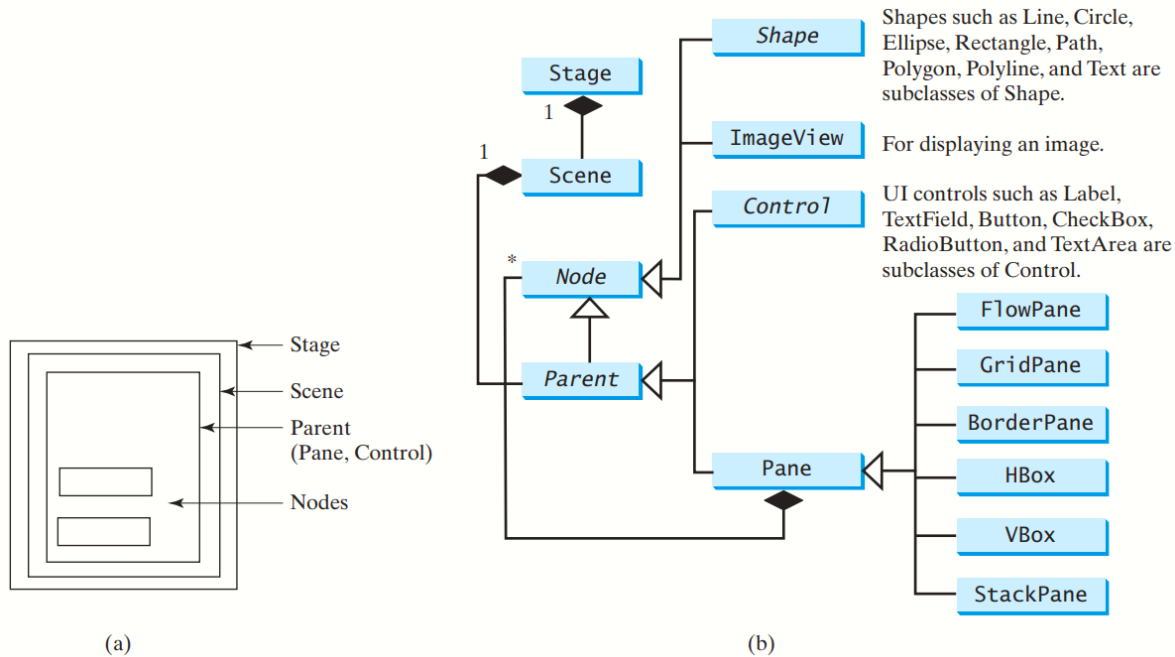 Stage
Scene
Parent
(Pane, Control)
Nodes
(a)
Stage
1
1
Scene
*
Node
Parent
Shape
Shapes such as Line, Circle,
Ellipse, Rectangle, Path,
Polygon, Polyline, and Text are
subclasses of Shape.
ImageView
For displaying an image.
Control
UI controls such as Label,
TextField, Button, CheckBox,
RadioButton, and TextArea are
subclasses of Control.
Pane
FlowPane
GridPane
BorderPane
HBox
VBox
StackPane
(b)